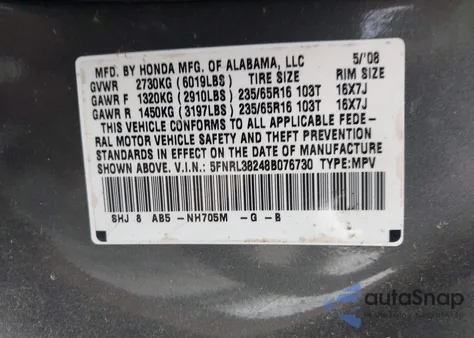 MFD. BY HONDA MFG. OF ALABAMA, LLC 5/'08
GVWR 2730KG (6019LBS) TIRE SIZE RIM SIZE
GAWR F 1320KG (2910LBS) 235/65R16 103T 16X7J
GAWR R 1450KG (3197LBS) 235/65R16 103T 16X7J
THIS VEHICLE CONFORMS TO ALL APPLICABLE FEDE-
RAL MOTOR VEHICLE SAFETY AND THEFT PREVENTION
STANDARDS IN EFFECT ON THE DATE OF MANUFACTURE
SHOWN ABOVE. V.I.N.: 5FNRL38248B076730 TYPE:MPV
SHJ 8 AB5 -NH705M -G -B
autoSnap